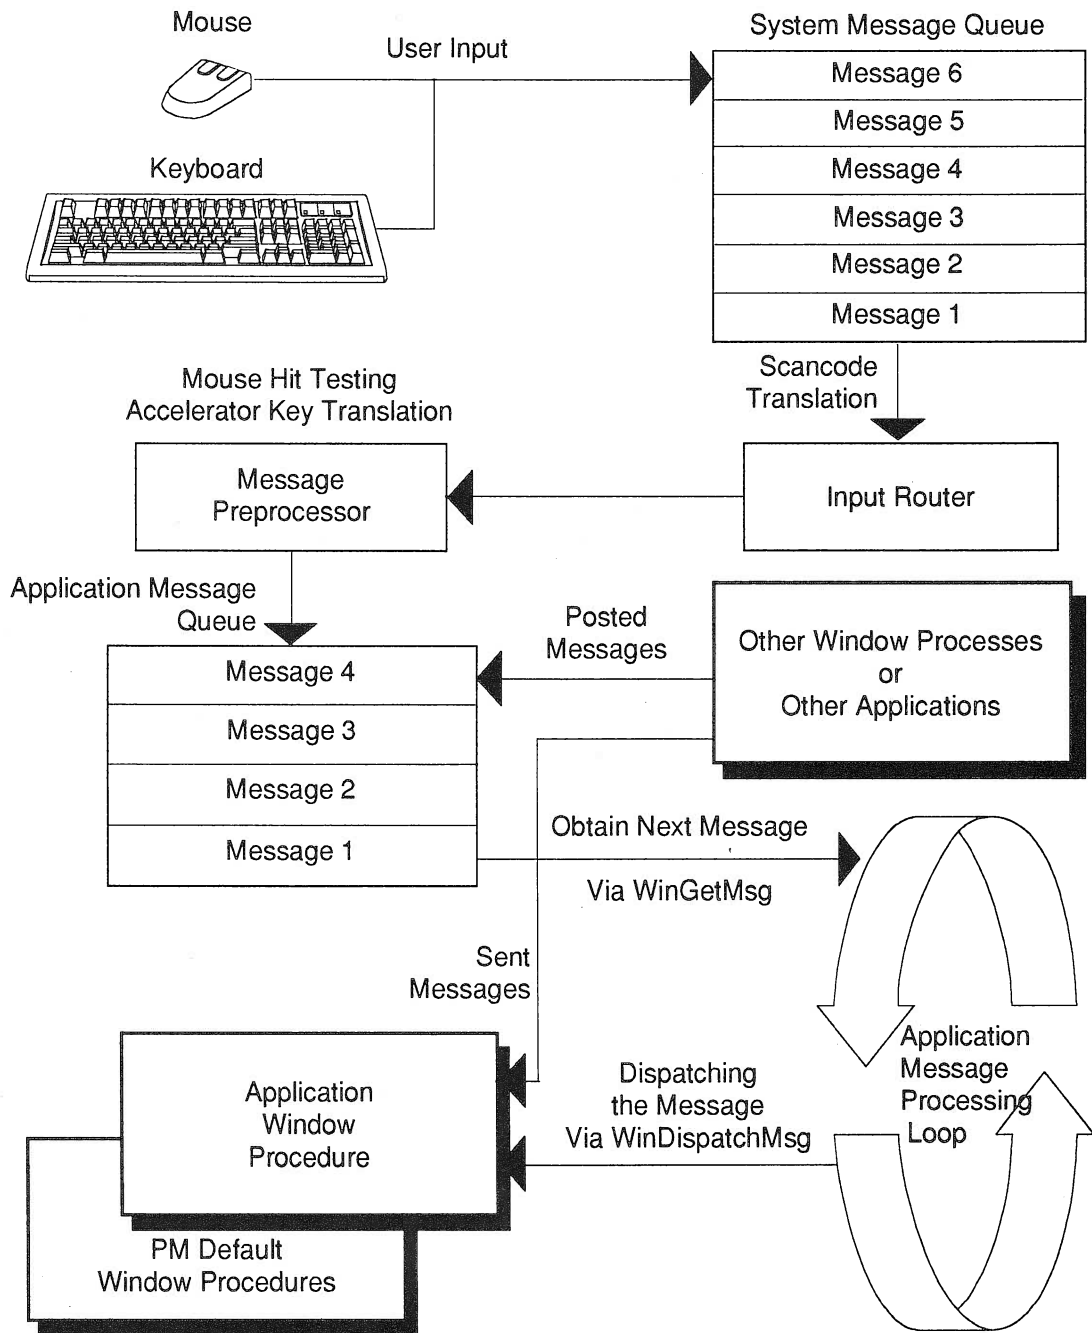 Mouse
User Input
System Message Queue
Message 6
Message 5
Message 4
Message 3
Message 2
Message 1
Keyboard
Scancode
Translation
Mouse Hit Testing
Accelerator Key Translation
Message
Preprocessor
Input Router
Application Message
Queue
Posted
Messages
Other Window Processes
or
Other Applications
Message 4
Message 3
Message 2
Message 1
Obtain Next Message
Via WinGetMsg
Sent
Messages
Application
Message
Processing
Loop
Dispatching
the Message
Via WinDispatchMsg
Application
Window
Procedure
PM Default
Window Procedures